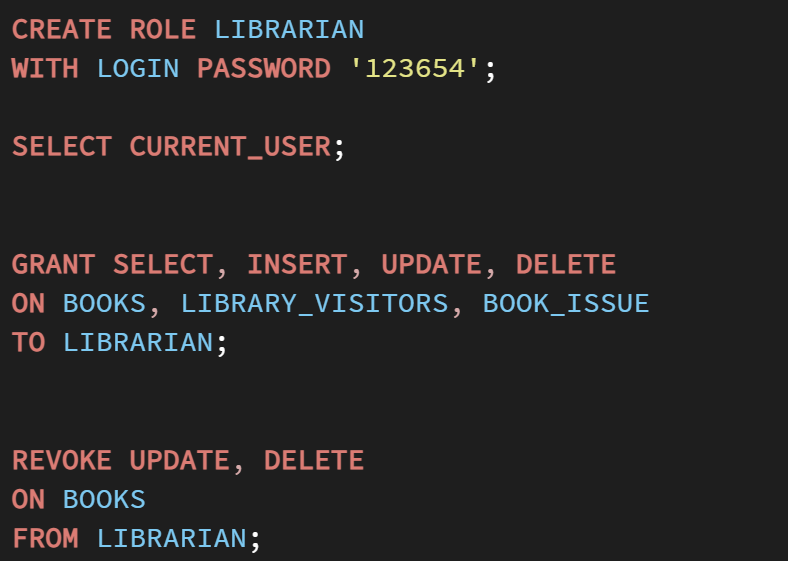 CREATE ROLE LIBRARIAN
WITH LOGIN PASSWORD '123654';
SELECT CURRENT_USER;
GRANT SELECT, INSERT, UPDATE, DELETE
ON BOOKS, LIBRARY_VISITORS, BOOK_ISSUE
TO LIBRARIAN;
REVOKE UPDATE, DELETE
ON BOOKS
FROM LIBRARIAN;